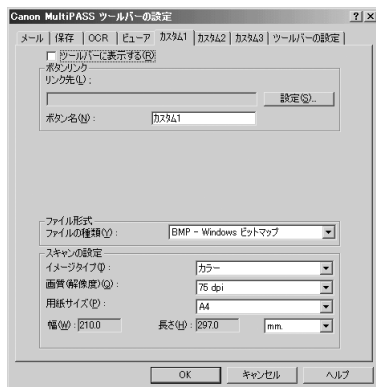 Canon MultiPASS ツールバーの設定
メール 保存 OCR ビューア カスタム1 カスタム2 カスタム3 ツールバーの設定
ツールバーに表示する(R)
ボタンリンク
リンク先(L) :
設定(S)...
ボタン名(N) : カスタム1
ファイル形式
ファイルの種類(Y) : BMP - Windows ビットマップ
スキャンの設定
イメージタイプ(I) : カラー
画質(解像度)(Q) : 75 dpi
用紙サイズ(P) : A4
幅(W) : 210.0 長さ(H) : 297.0 mm
OK キャンセル ヘルプ